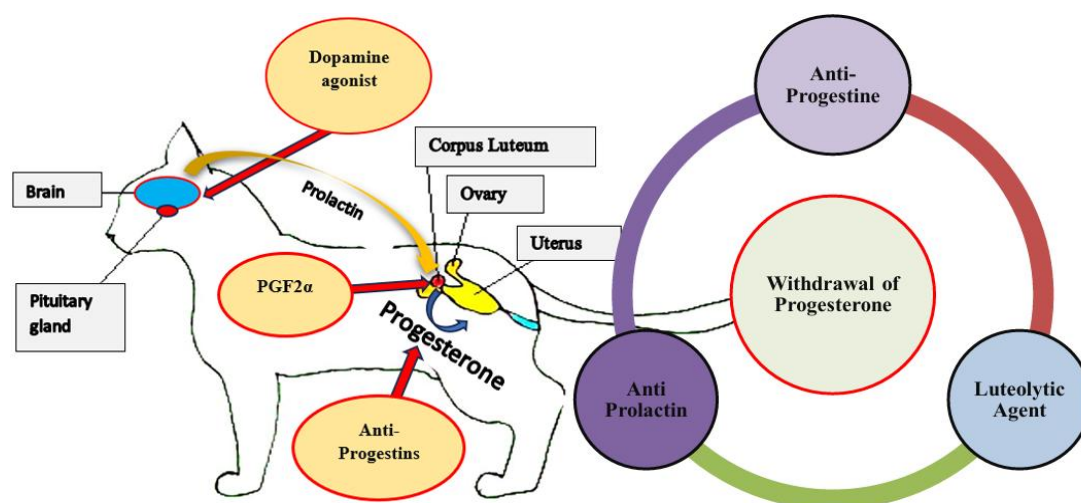 Dopamine
agonist
Brain
Pituitary
gland
Prolactin
Corpus Luteum
Ovary
Uterus
PGF2α
Progesterone
Anti-
Progestins
Anti-
Progestine
Withdrawal of
Progesterone
Anti
Prolactin
Luteolytic
Agent